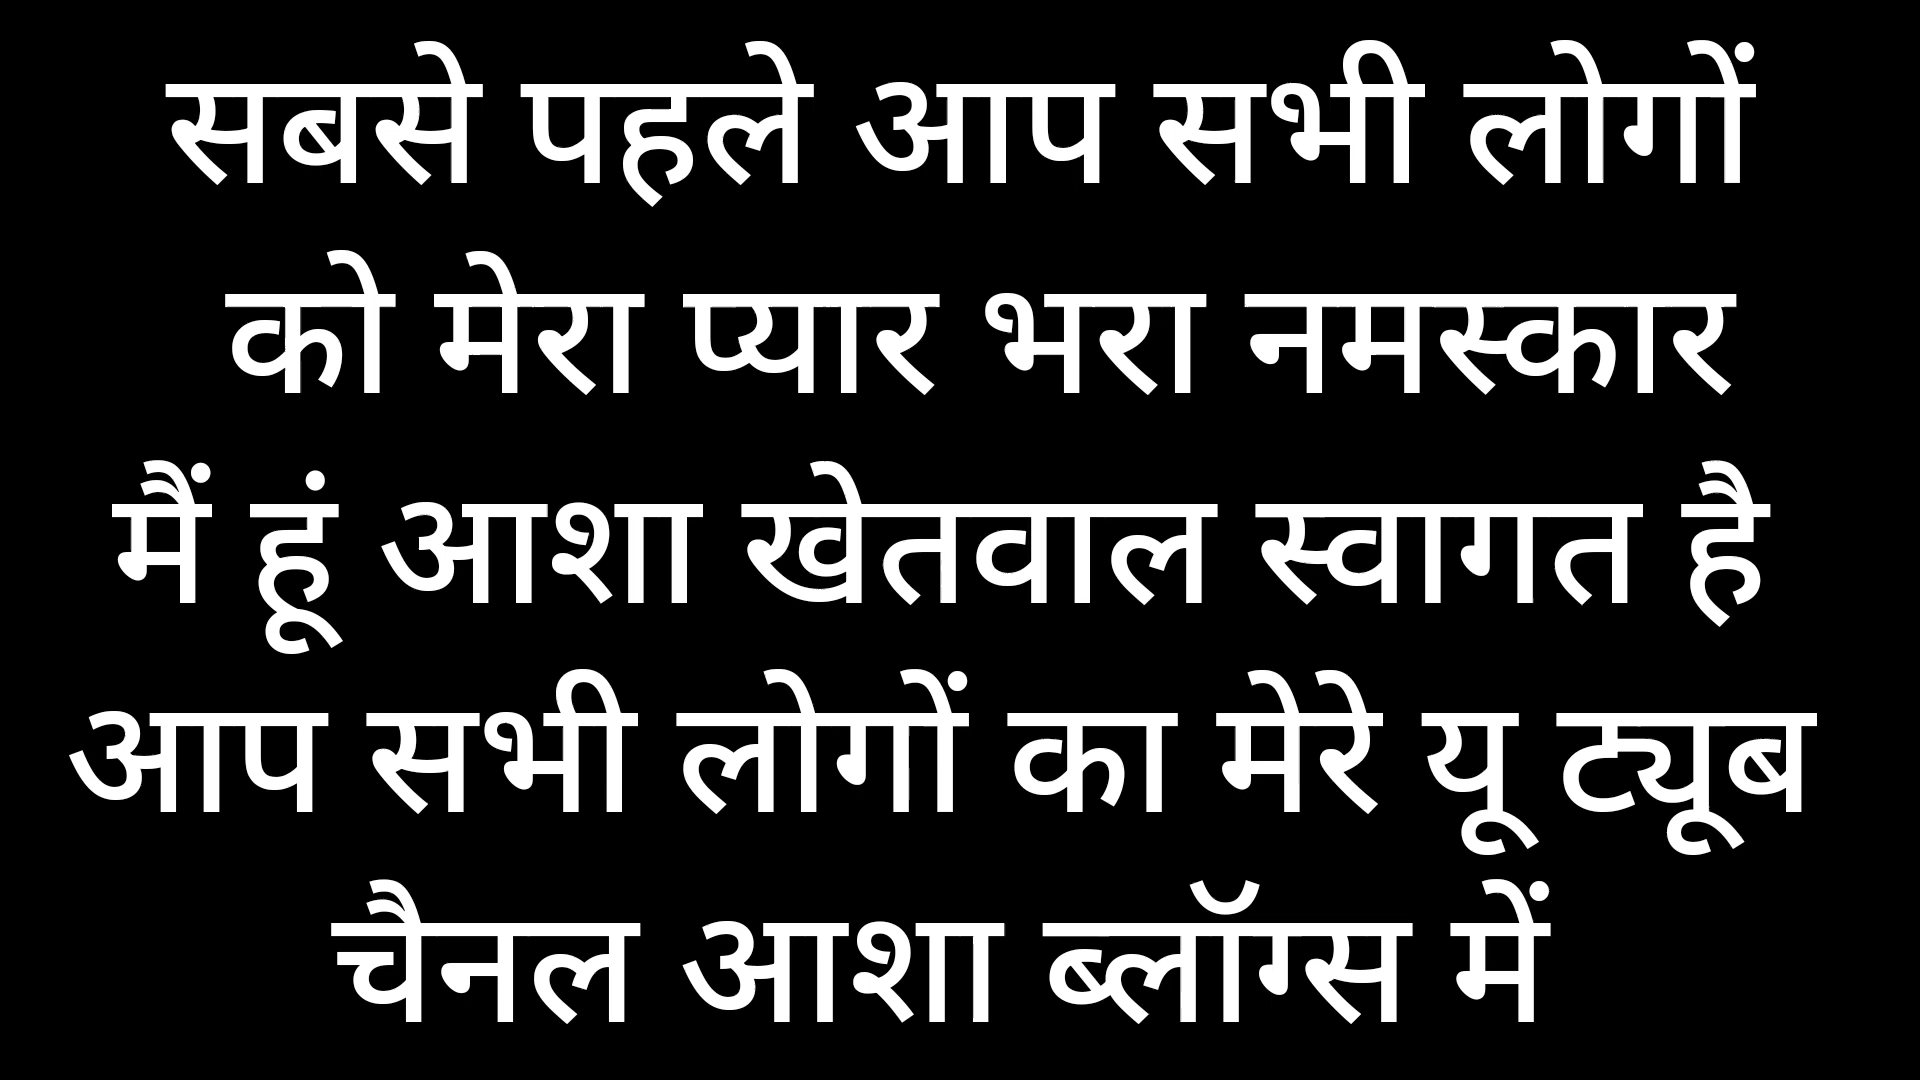 सबसे पहले आप सभी लोगों
को मेरा प्यार भरा नमस्कार
मैं हूं आशा खेतवाल स्वागत है
आप सभी लोगों का मेरे यू ट्यूब
चैनल आशा ब्लॉग्स में